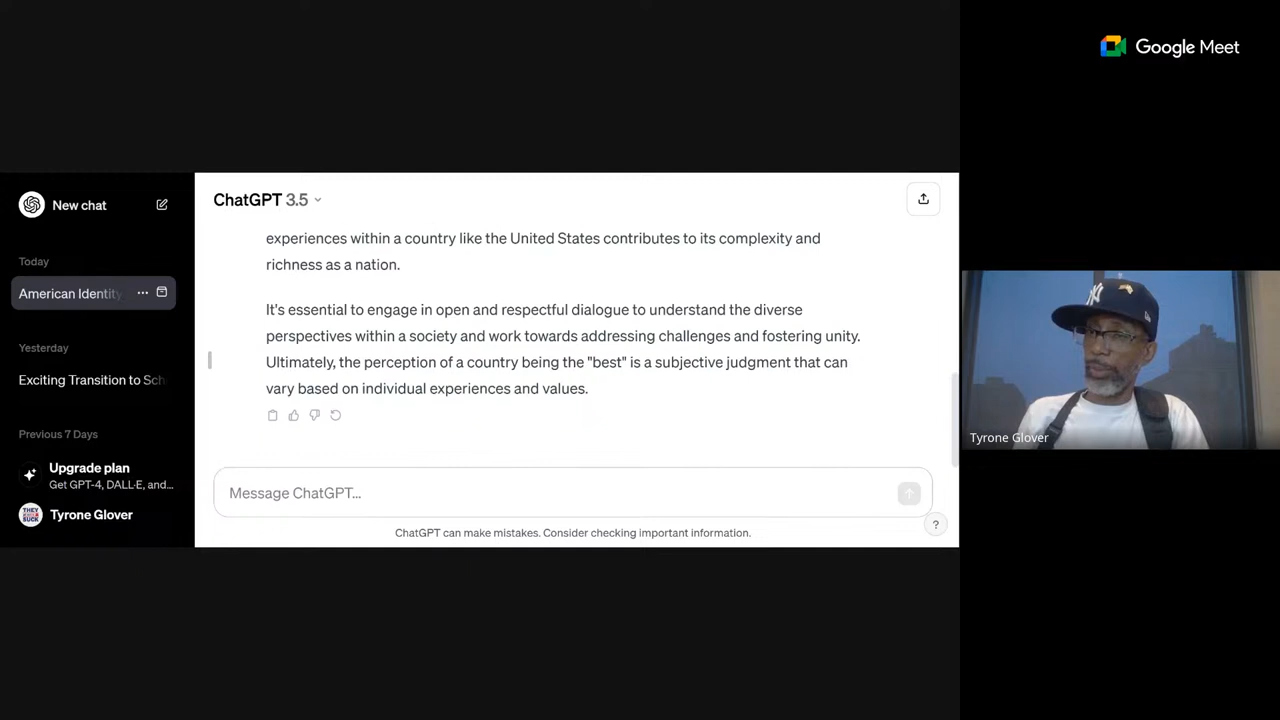 Google Meet
New chat
Today
American Identity
Yesterday
Exciting Transition to Sch
Previous 7 Days
Upgrade plan
Get GPT-4, DALL·E, and...
THEY
SUCK
Tyrone Glover
ChatGPT 3.5
experiences within a country like the United States contributes to its complexity and
richness as a nation.
It's essential to engage in open and respectful dialogue to understand the diverse
perspectives within a society and work towards addressing challenges and fostering unity.
Ultimately, the perception of a country being the "best" is a subjective judgment that can
vary based on individual experiences and values.
Message ChatGPT...
ChatGPT can make mistakes. Consider checking important information.
?
NY
Tyrone Glover